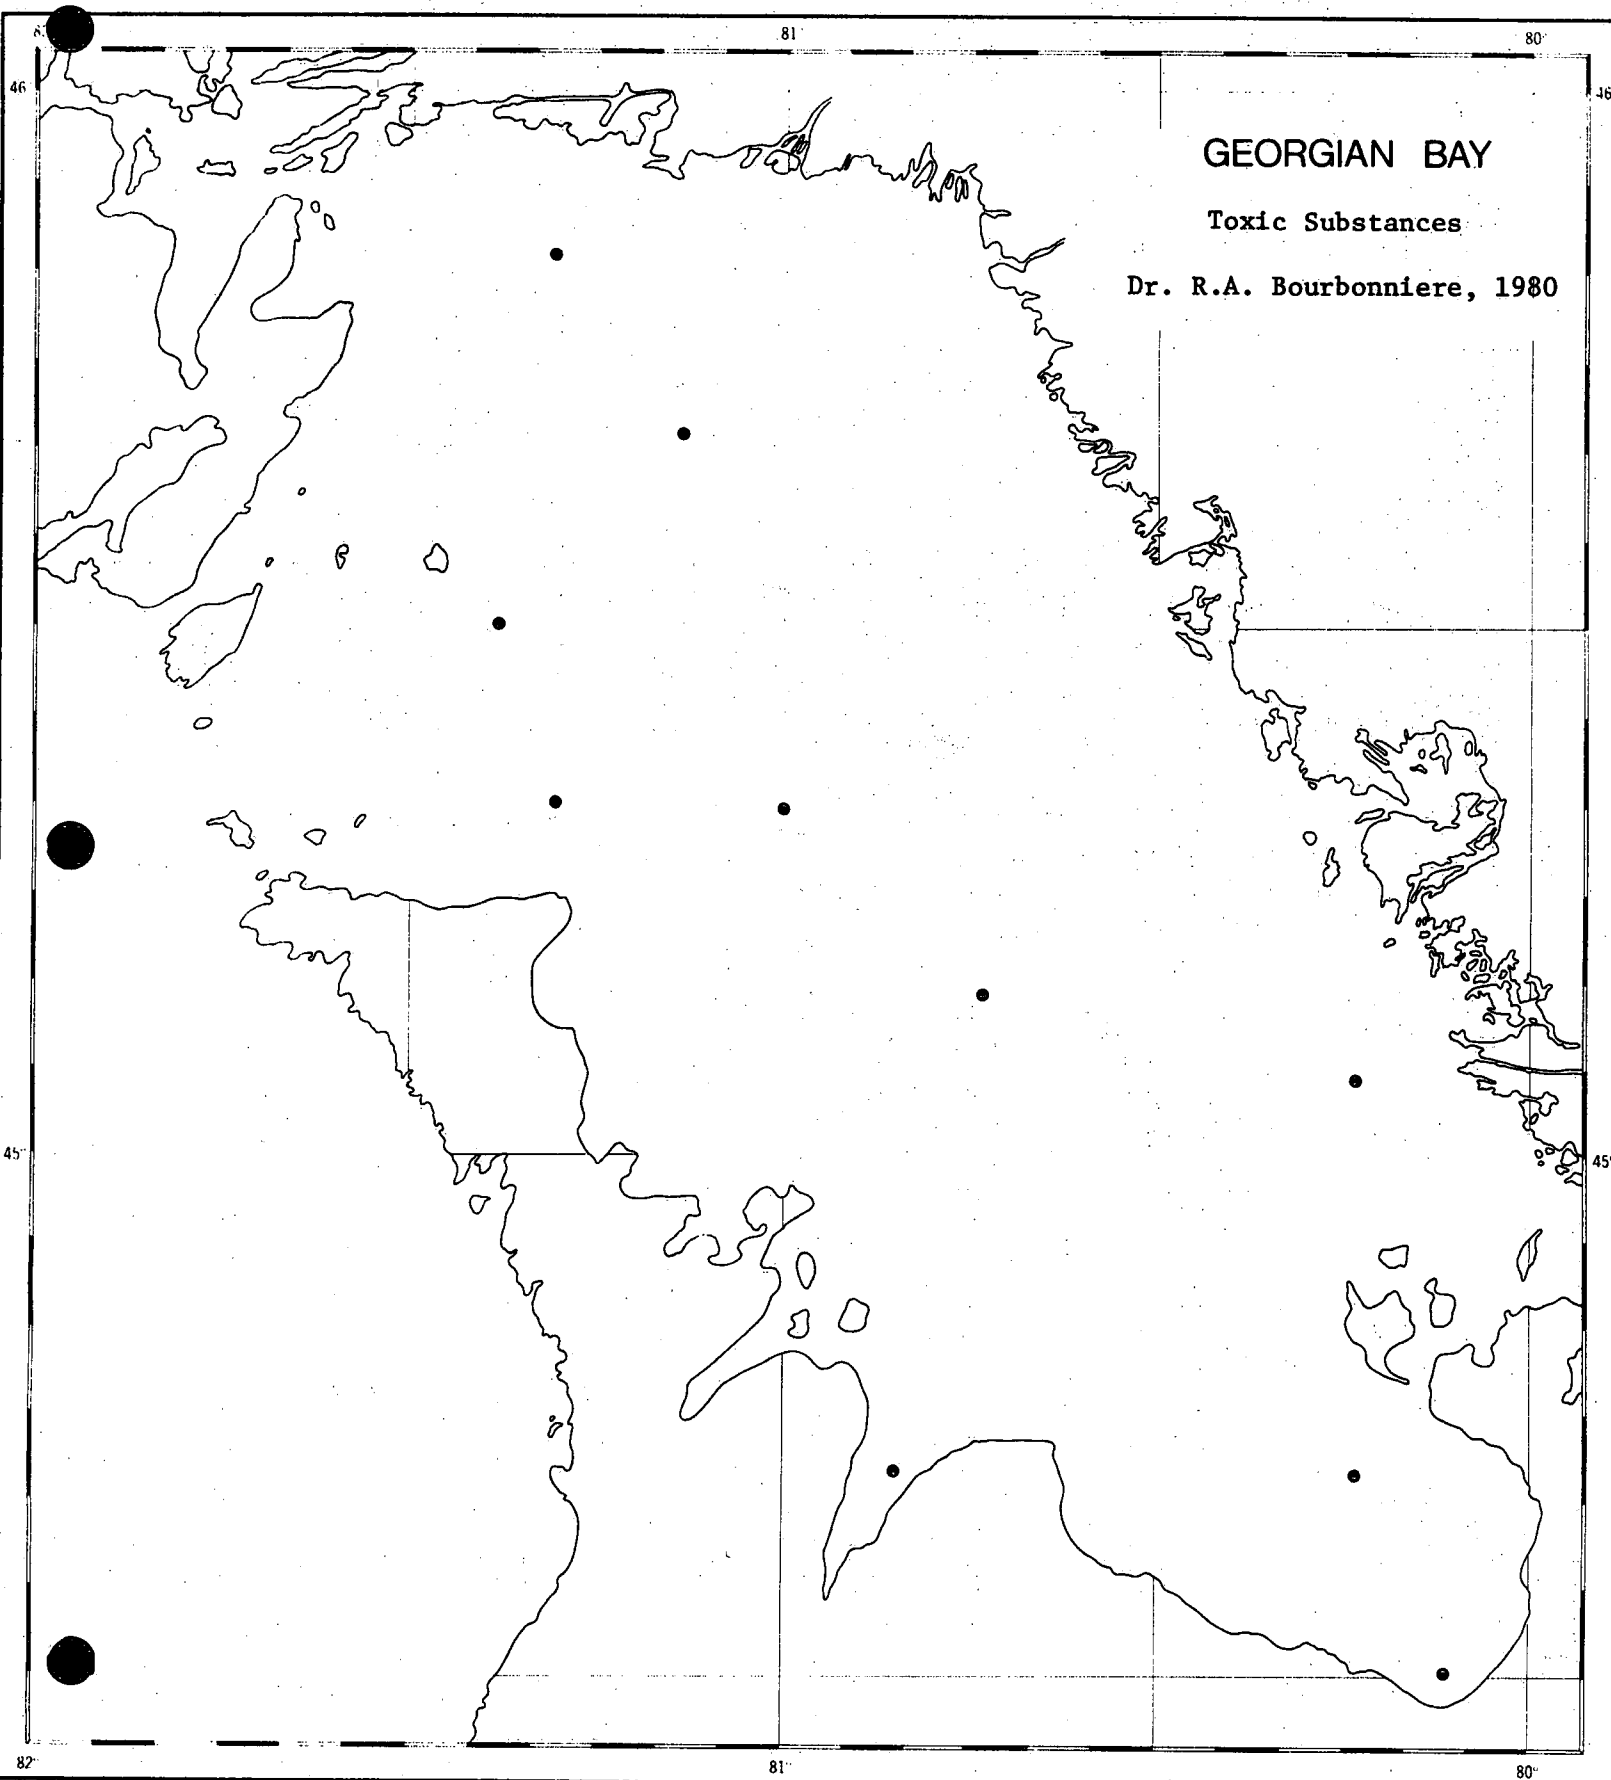 81° 80°
46° 46
GEORGIAN BAY
Toxic Substances
Dr. R.A. Bourbonniere, 1980
45° 45°
82° 81° 80°